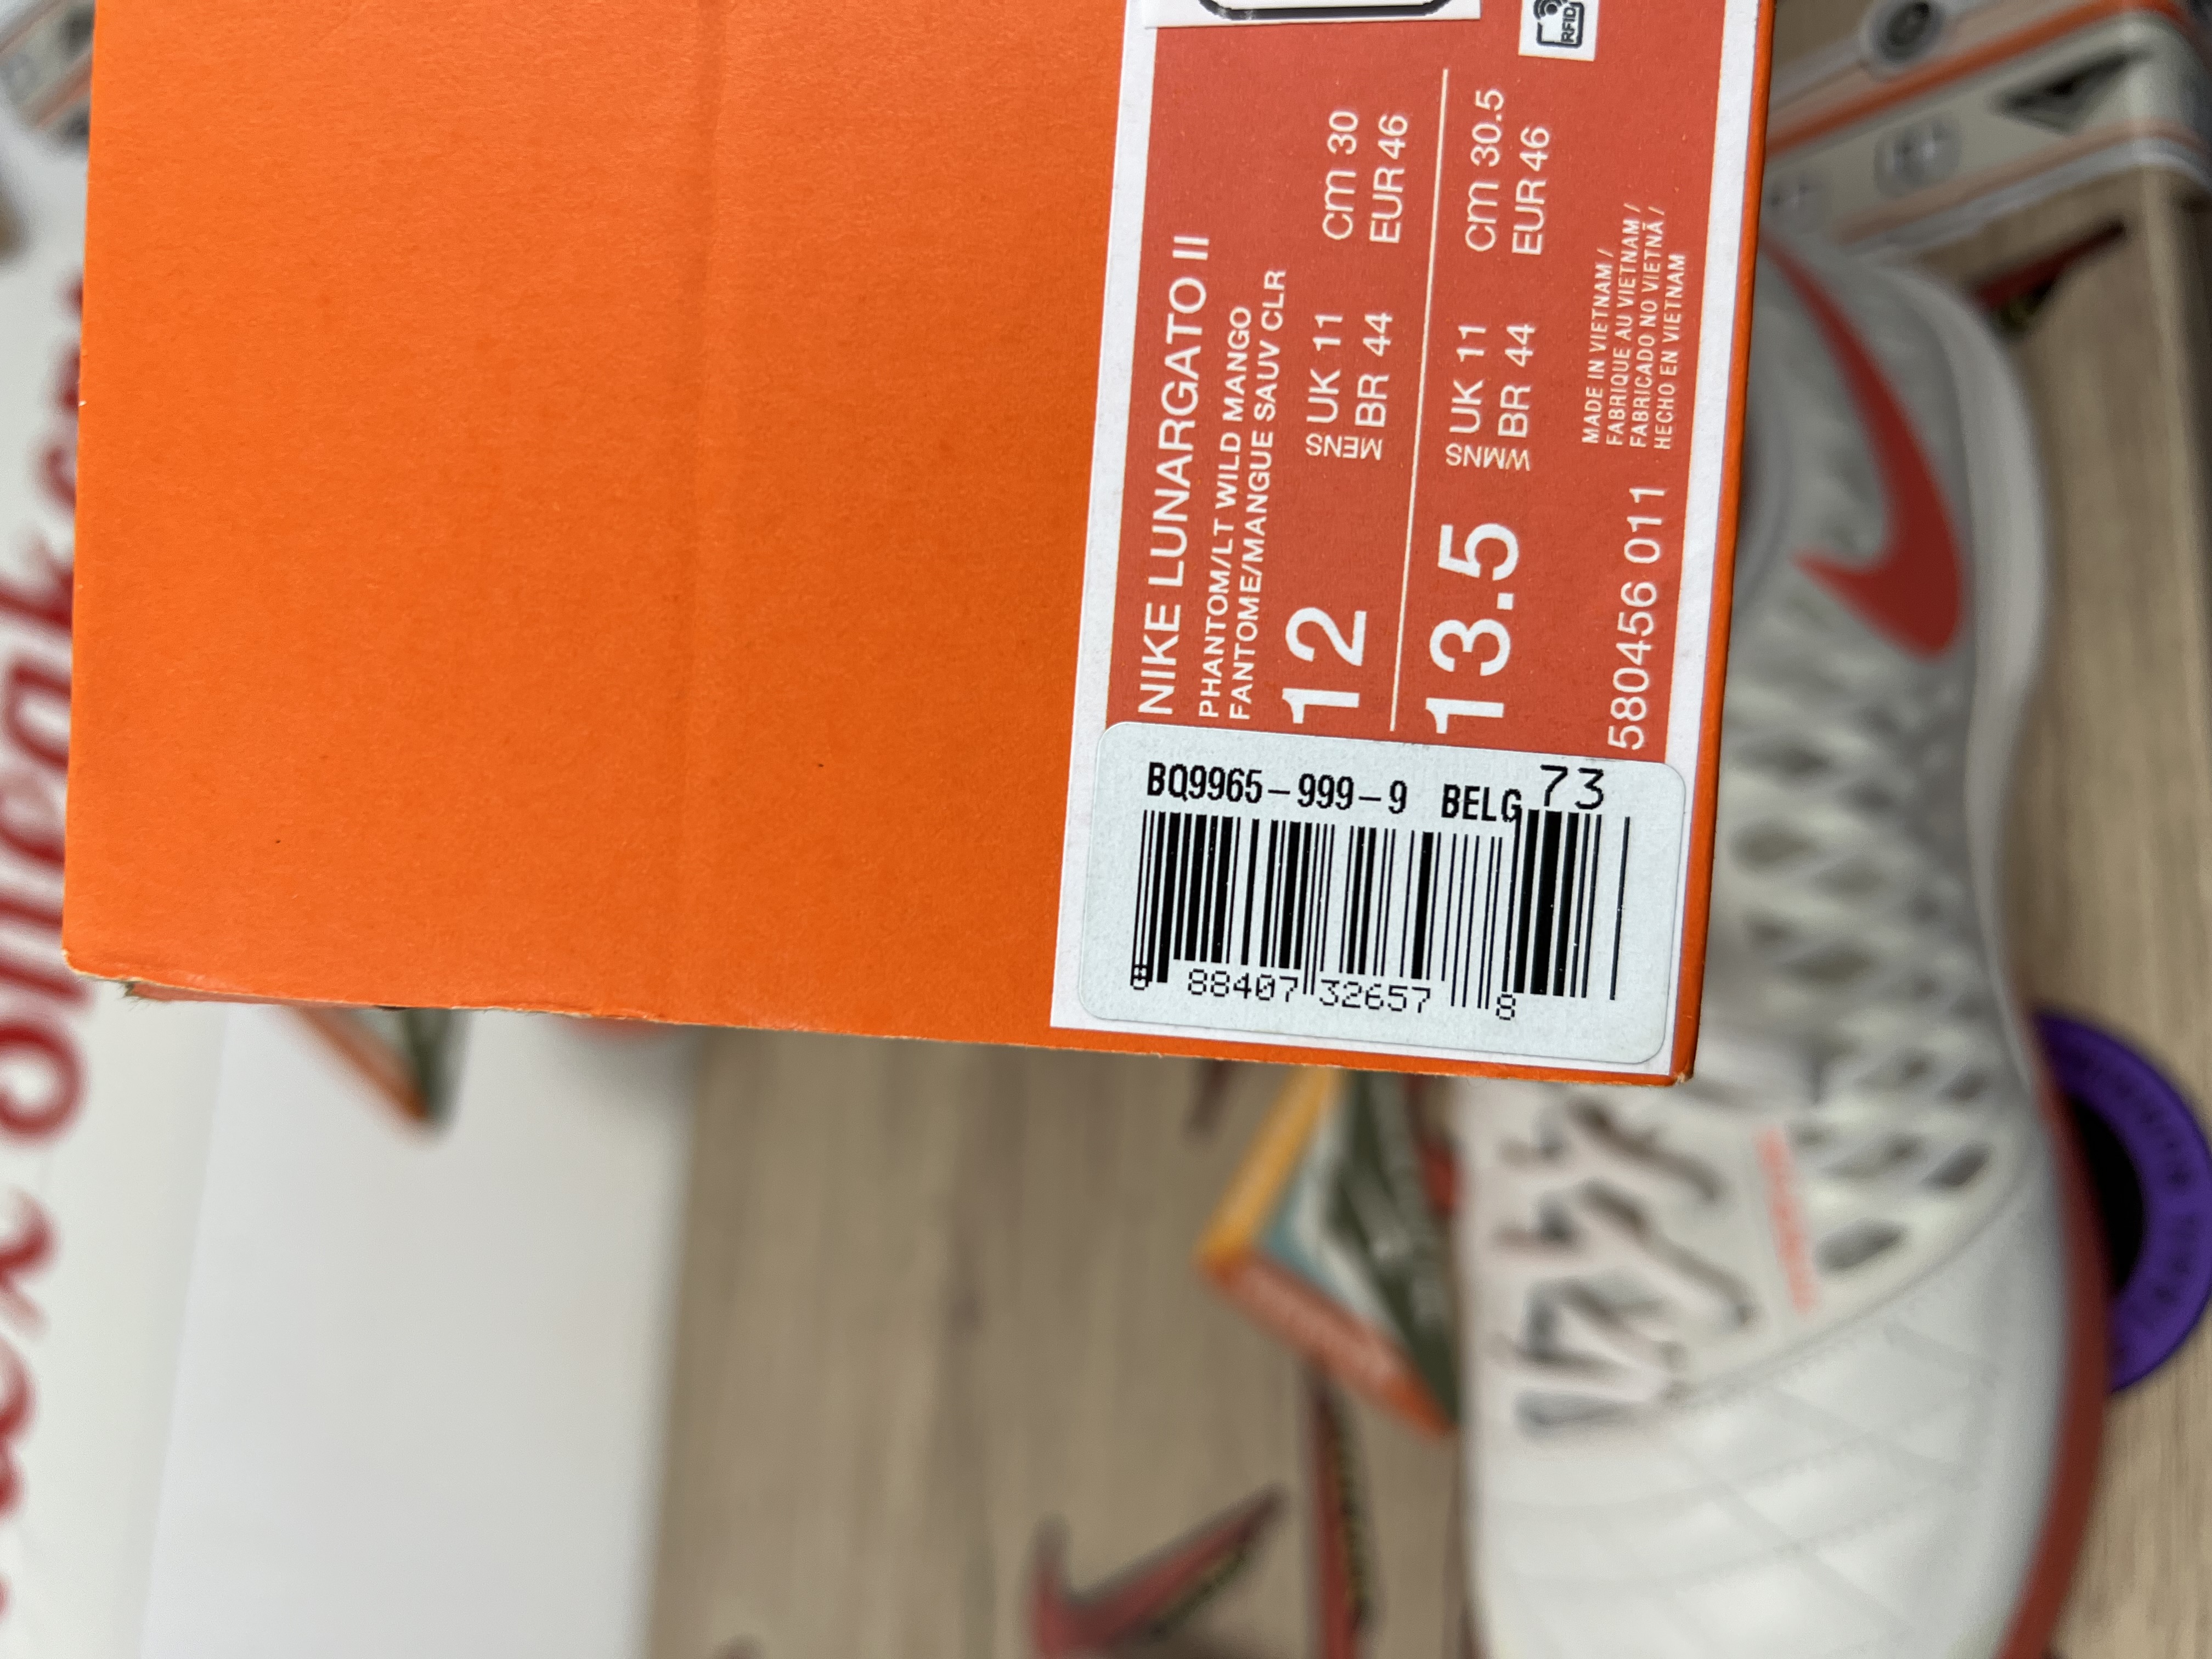 Sneakers
NIKE LUNARGATO II
PHANTOM/LT WILD MANGO
FANTOME/MANGUE SAUV CLR
12
MENS
UK 11
cm 30
BR 44
EUR 46
13.5
WMNS
UK 11
cm 30.5
BR 44
EUR 46
580456 011
MADE IN VIETNAM /
FABRIQUE AU VIETNAM /
FABRICADO NO VIETNÃ /
HECHO EN VIETNAM
RFID
BQ9965-999-9 BELG 73
8 88407 32657 8